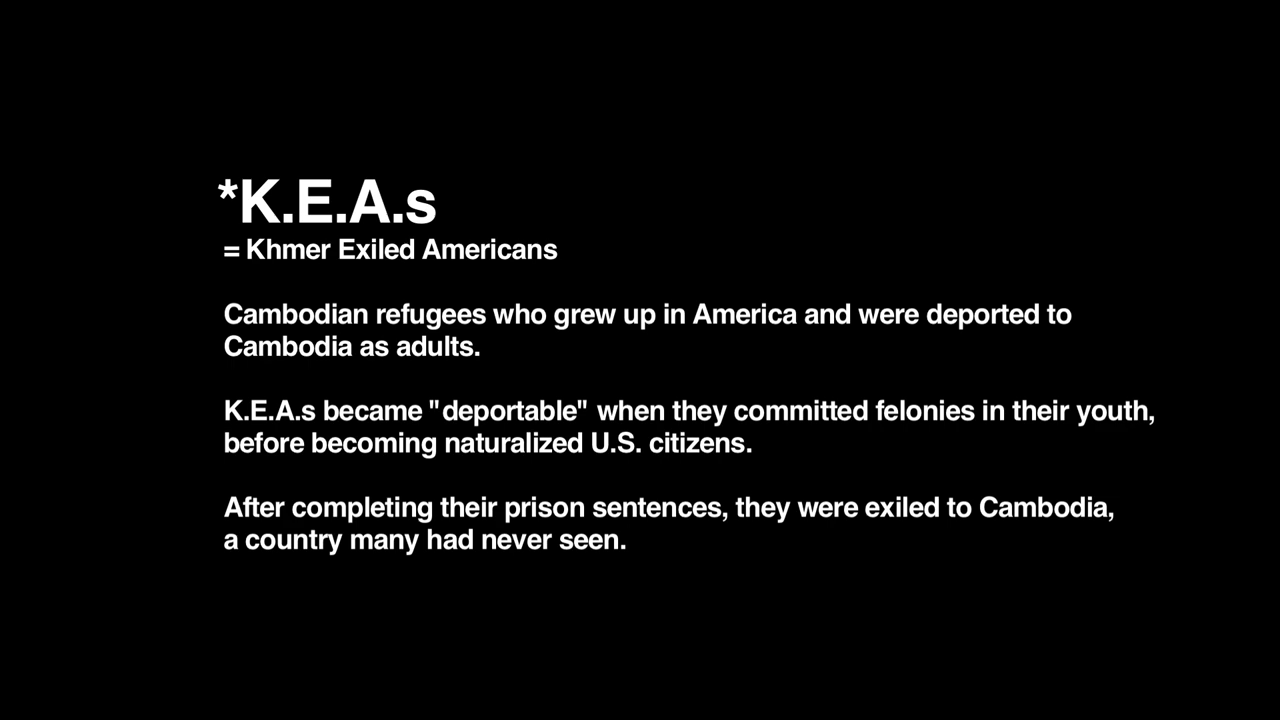 *K.E.A.s
= Khmer Exiled Americans
Cambodian refugees who grew up in America and were deported to
Cambodia as adults.
K.E.A.s became "deportable" when they committed felonies in their youth,
before becoming naturalized U.S. citizens.
After completing their prison sentences, they were exiled to Cambodia,
a country many had never seen.